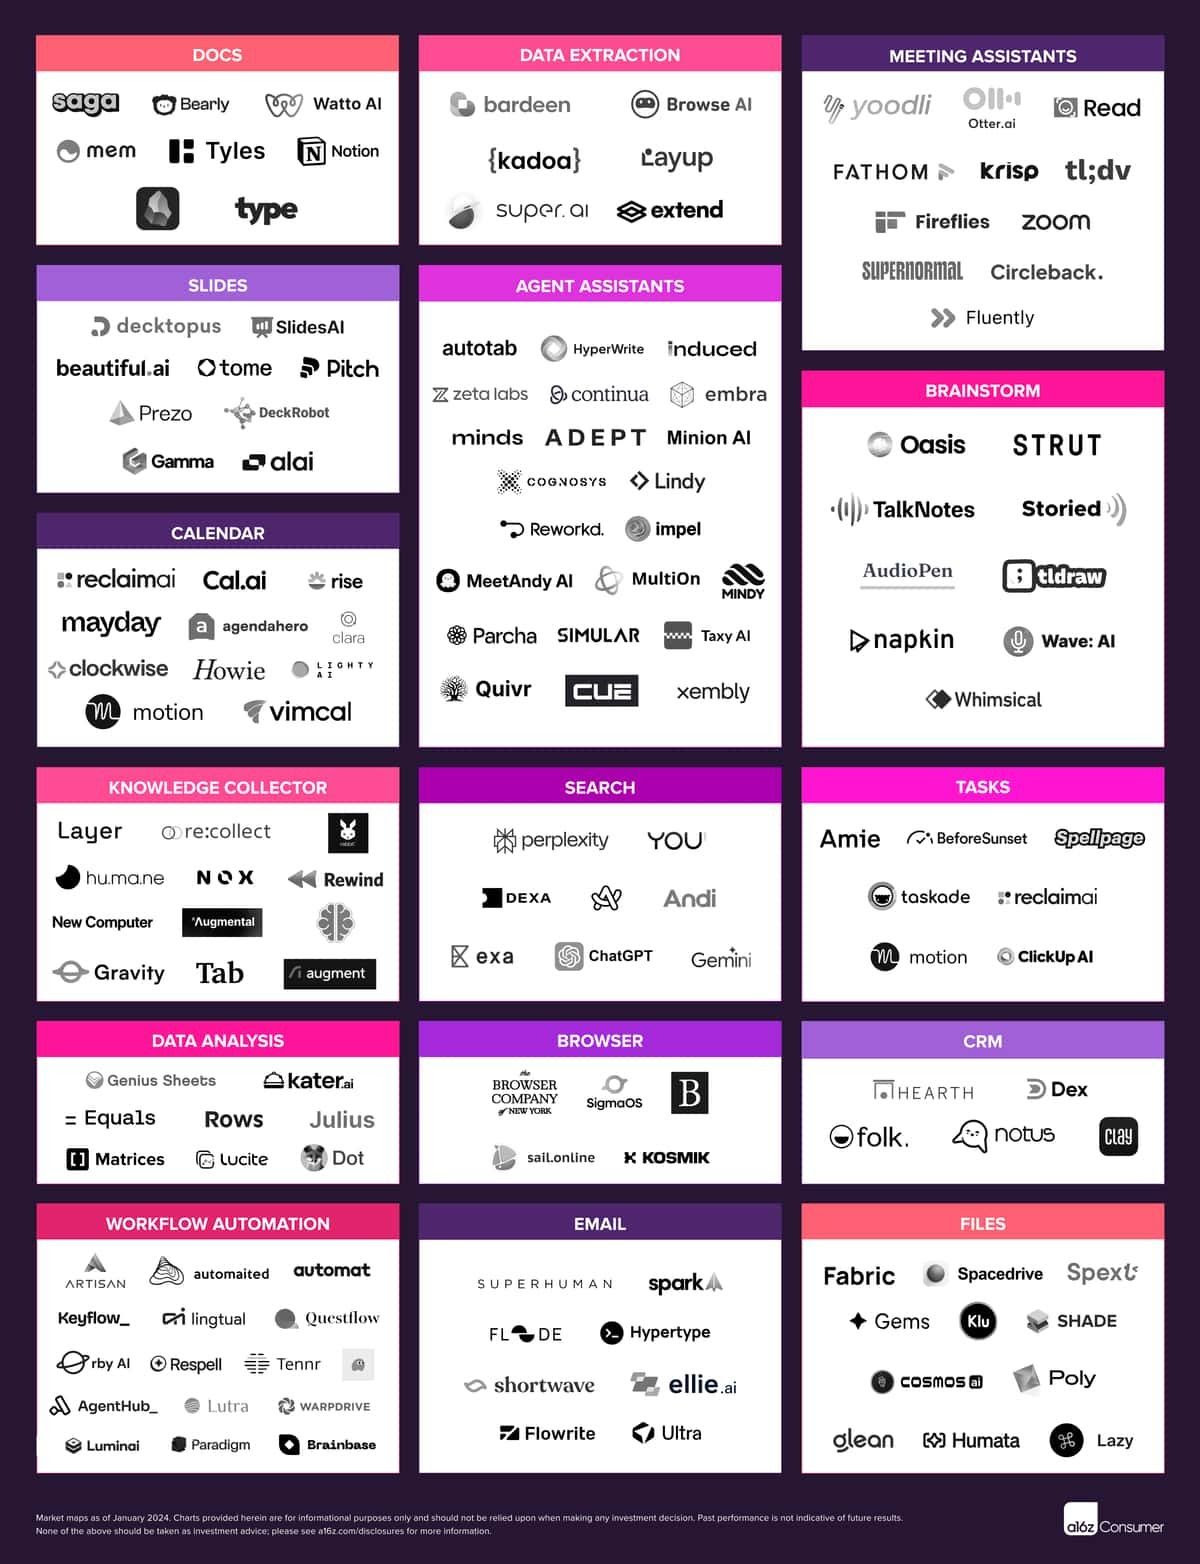 DOCS
saga Bearly Watto AI
mem Tyles Notion
type
SLIDES
decktopus SlidesAI
beautiful.ai tome Pitch
Prezo DeckRobot
Gamma alai
CALENDAR
reclaimai Cal.ai rise
mayday a agendahero clara
clockwise Howie LIGHTY AI
motion vimcal
KNOWLEDGE COLLECTOR
Layer re:collect rabbit
hu.ma.ne NOX Rewind
New Computer *Augmental
Gravity Tab augment
DATA ANALYSIS
Genius Sheets kater.ai
Equals Rows Julius
Matrices Lucite Dot
WORKFLOW AUTOMATION
ARTISAN automaited automat
Keyflow_ lingtual Questflow
rby AI Respell Tennr
AgentHub_ Lutra WARPDRIVE
Luminai Paradigm Brainbase
DATA EXTRACTION
bardeen Browse AI
{kadoa} Layup
super.ai extend
AGENT ASSISTANTS
autotab HyperWrite induced
zeta labs continua embra
minds ADEPT Minion AI
COGNOSYS Lindy
Reworkd. impel
MeetAndy AI MultiOn MINDY
Parcha SIMULAR Taxy AI
Quivr CUE xembly
SEARCH
perplexity YOU
DEXA Andi
exa ChatGPT Gemini
BROWSER
the
BROWSER
COMPANY
of NEW YORK
SigmaOS B
sail.online KOSMIK
EMAIL
SUPERHUMAN spark
FLODE Hypertype
shortwave ellie.ai
Flowrite Ultra
MEETING ASSISTANTS
yoodli Otter.ai Read
FATHOM krisp tl;dv
Fireflies zoom
SUPERNORMAL Circleback.
Fluently
BRAINSTORM
Oasis STRUT
TalkNotes Storied
AudioPen tldraw
napkin Wave: AI
Whimsical
TASKS
Amie BeforeSunset Spellpage
taskade reclaimai
motion ClickUp AI
CRM
HEARTH Dex
folk. notus clay
FILES
Fabric Spacedrive Spext
Gems Klu SHADE
cosmos ai Poly
glean Humata Lazy
Market maps as of January 2024. Charts provided herein are for informational purposes only and should not be relied upon when making any investment decision. Past performance is not indicative of future results.
None of the above should be taken as investment advice; please see a16z.com/disclosures for more information.
a16z Consumer